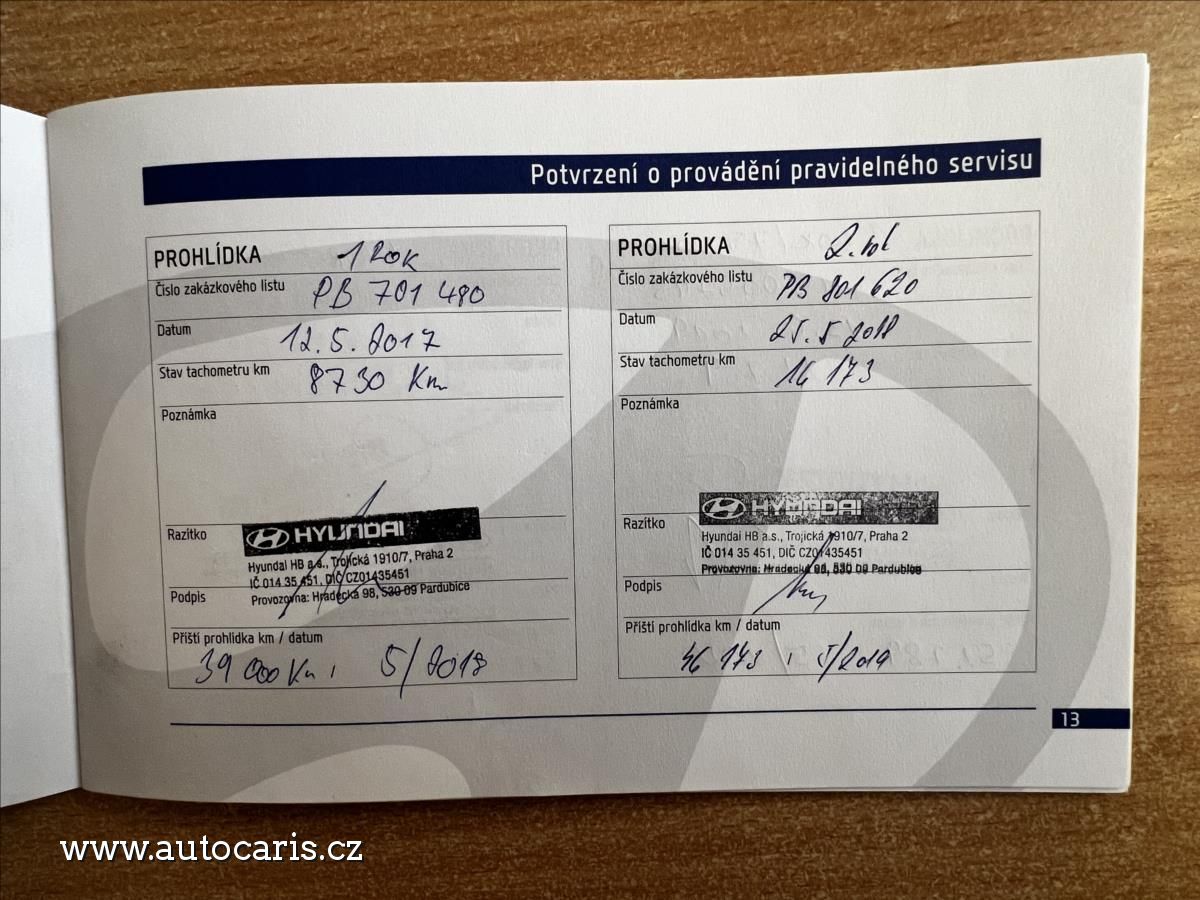 Potvrzení o provádění pravidelného servisu
PROHLÍDKA 1 ROK
Číslo zakázkového listu PB 701 480
Datum 12.5.2017
Stav tachometru km 8730 Km
Poznámka
Razítko HYUNDAI
Hyundai HB a.s., Trojická 1910/7, Praha 2
IČ 014 35 451, DIČ CZ01435451
Provozovna: Hradecká 98, 530 09 Pardubice
Podpis
Příští prohlídka km / datum
39 000 Km, 5/2018
PROHLÍDKA 2. rok
Číslo zakázkového listu PB 801 620
Datum 25.5 2018
Stav tachometru km 16 173
Poznámka
Razítko HYUNDAI
Hyundai HB a.s., Trojická 1910/7, Praha 2
IČ 014 35 451, DIČ CZ01435451
Provozovna: Hradecká 98, 530 09 Pardubice
Podpis
Příští prohlídka km / datum
46 173, 5/2019
13
www.autocaris.cz